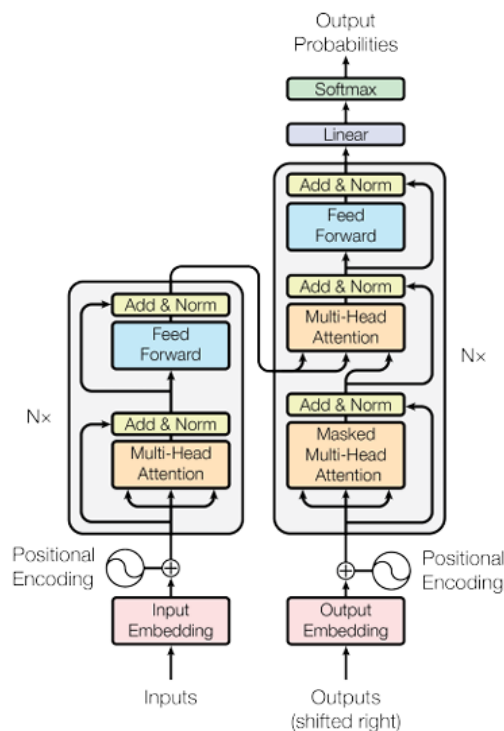 Output
Probabilities
Softmax
Linear
Add & Norm
Feed
Forward
Add & Norm
Multi-Head
Attention
Add & Norm
Masked
Multi-Head
Attention
Nx
Add & Norm
Feed
Forward
Add & Norm
Multi-Head
Attention
Nx
Positional
Encoding
Positional
Encoding
Input
Embedding
Output
Embedding
Inputs
Outputs
(shifted right)